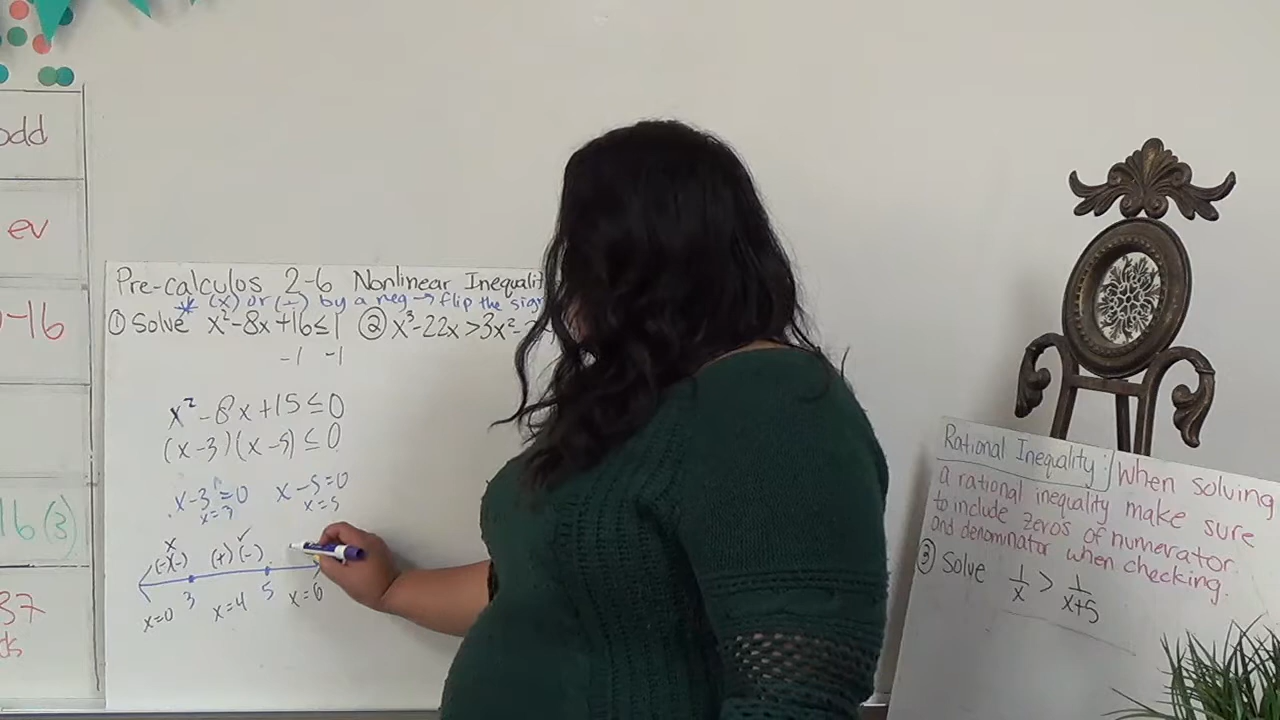 odd
ev
-16
16 (3)
37
Pre-calculos 2-6 Nonlinear Inequalit
* (x) or (÷) by a neg → flip the sign
① Solve x²-8x+16≤1 ② x³-22x>3x²-2
-1 -1
x²-8x+15≤0
(x-3)(x-5)≤0
x-3=0 x-5=0
x=3 x=5
x ✓
(-)(-) (+)(-)
3 5
x=0 x=4 x=6
Rational Inequality: When solving
a rational inequality make sure
to include zero's of numerator
and denominator when checking.
③ Solve 1/x > 1/x+5